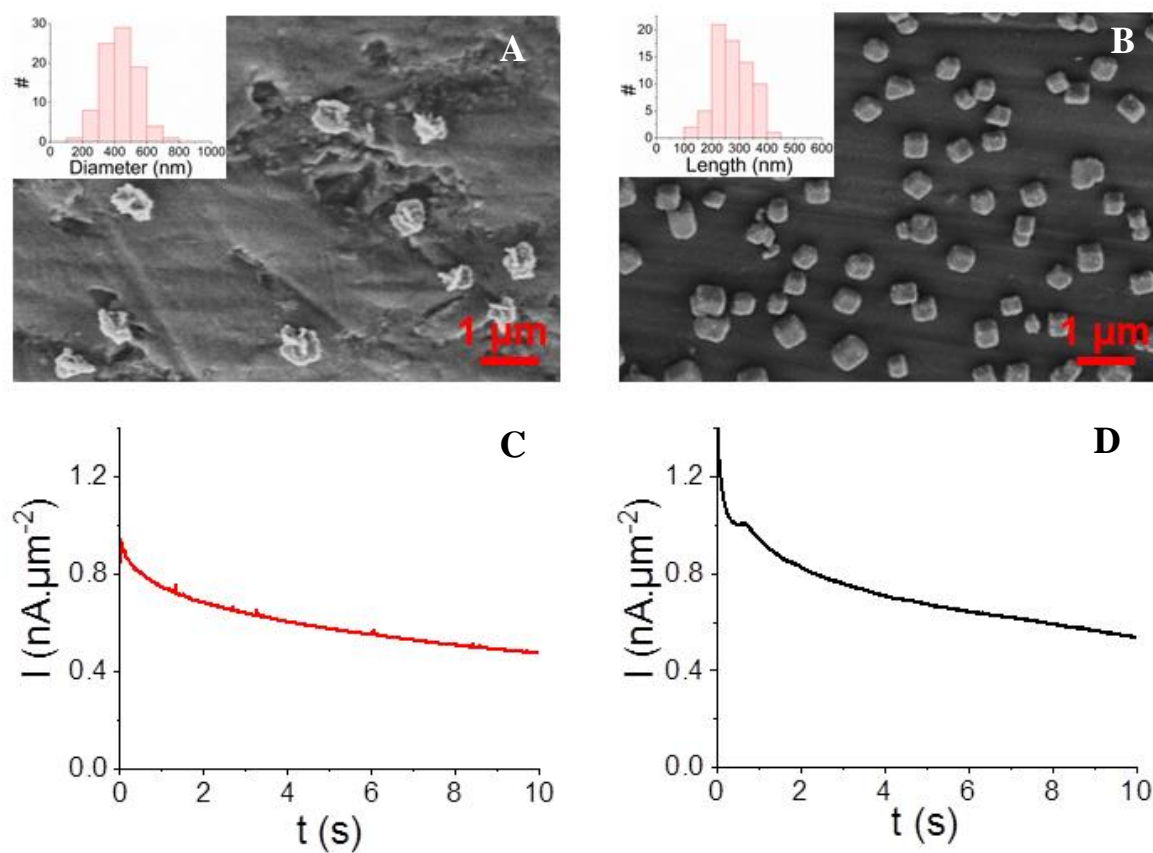 A
30
20
10
0
#
0 200 400 600 800 1000
Diameter (nm)
1 µm
B
20
15
10
5
0
#
0 100 200 300 400 500 600
Length (nm)
1 µm
C
1.2
0.8
0.4
0.0
I (nA.µm⁻²)
0 2 4 6 8 10
t (s)
D
1.2
0.8
0.4
0.0
I (nA.µm⁻²)
0 2 4 6 8 10
t (s)